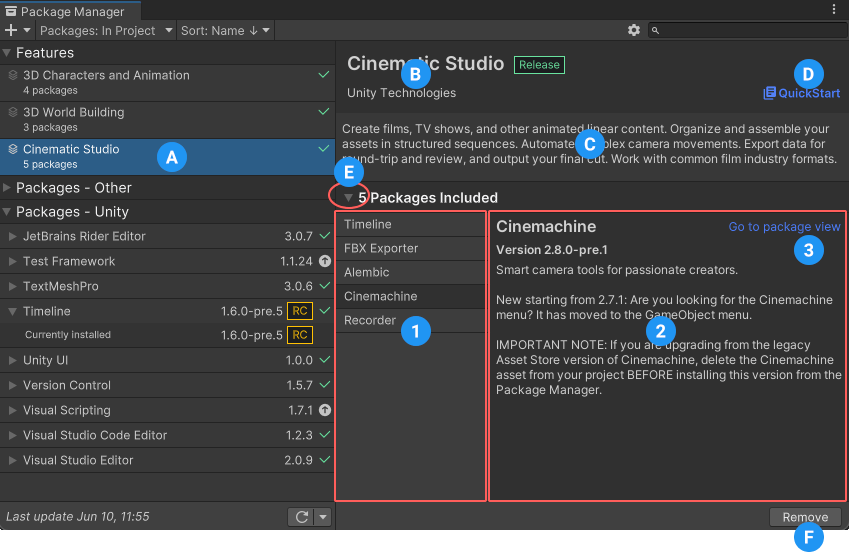 Package Manager
Packages: In Project
Sort: Name ↓
Features
3D Characters and Animation
4 packages
3D World Building
3 packages
Cinematic Studio
5 packages
A
Packages - Other
Packages - Unity
JetBrains Rider Editor 3.0.7
Test Framework 1.1.24
TextMeshPro 3.0.6
Timeline 1.6.0-pre.5 RC
Currently installed 1.6.0-pre.5 RC
Unity UI 1.0.0
Version Control 1.5.7
Visual Scripting 1.7.1
Visual Studio Code Editor 1.2.3
Visual Studio Editor 2.0.9
Last update Jun 10, 11:55
Cinematic Studio Release
B
D
Unity Technologies
QuickStart
Create films, TV shows, and other animated linear content. Organize and assemble your
assets in structured sequences. Automate complex camera movements. Export data for
round-trip and review, and output your final cut. Work with common film industry formats.
C
E
5 Packages Included
Timeline
FBX Exporter
Alembic
Cinemachine
Recorder
1
Cinemachine
Go to package view
3
Version 2.8.0-pre.1
Smart camera tools for passionate creators.
New starting from 2.7.1: Are you looking for the Cinemachine
menu? It has moved to the GameObject menu.
2
IMPORTANT NOTE: If you are upgrading from the legacy
Asset Store version of Cinemachine, delete the Cinemachine
asset from your project BEFORE installing this version from the
Package Manager.
Remove
F